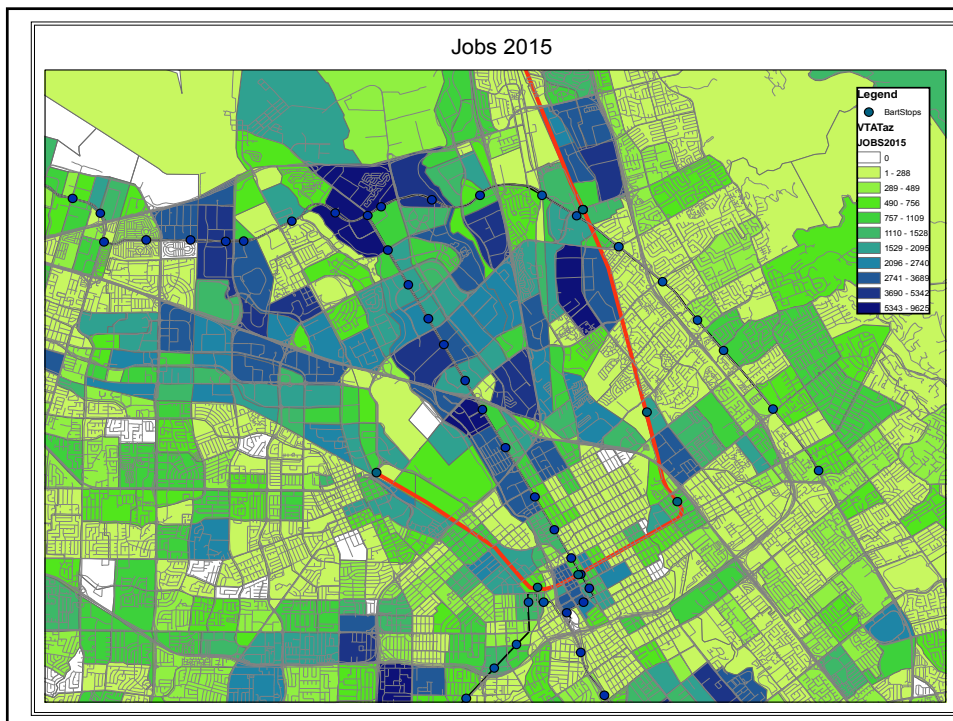 Jobs 2015
Legend
BartStops
VTATaz
JOBS2015
0
1 - 288
289 - 489
490 - 756
757 - 1109
1110 - 1528
1529 - 2095
2096 - 2740
2741 - 3689
3690 - 5342
5343 - 9625